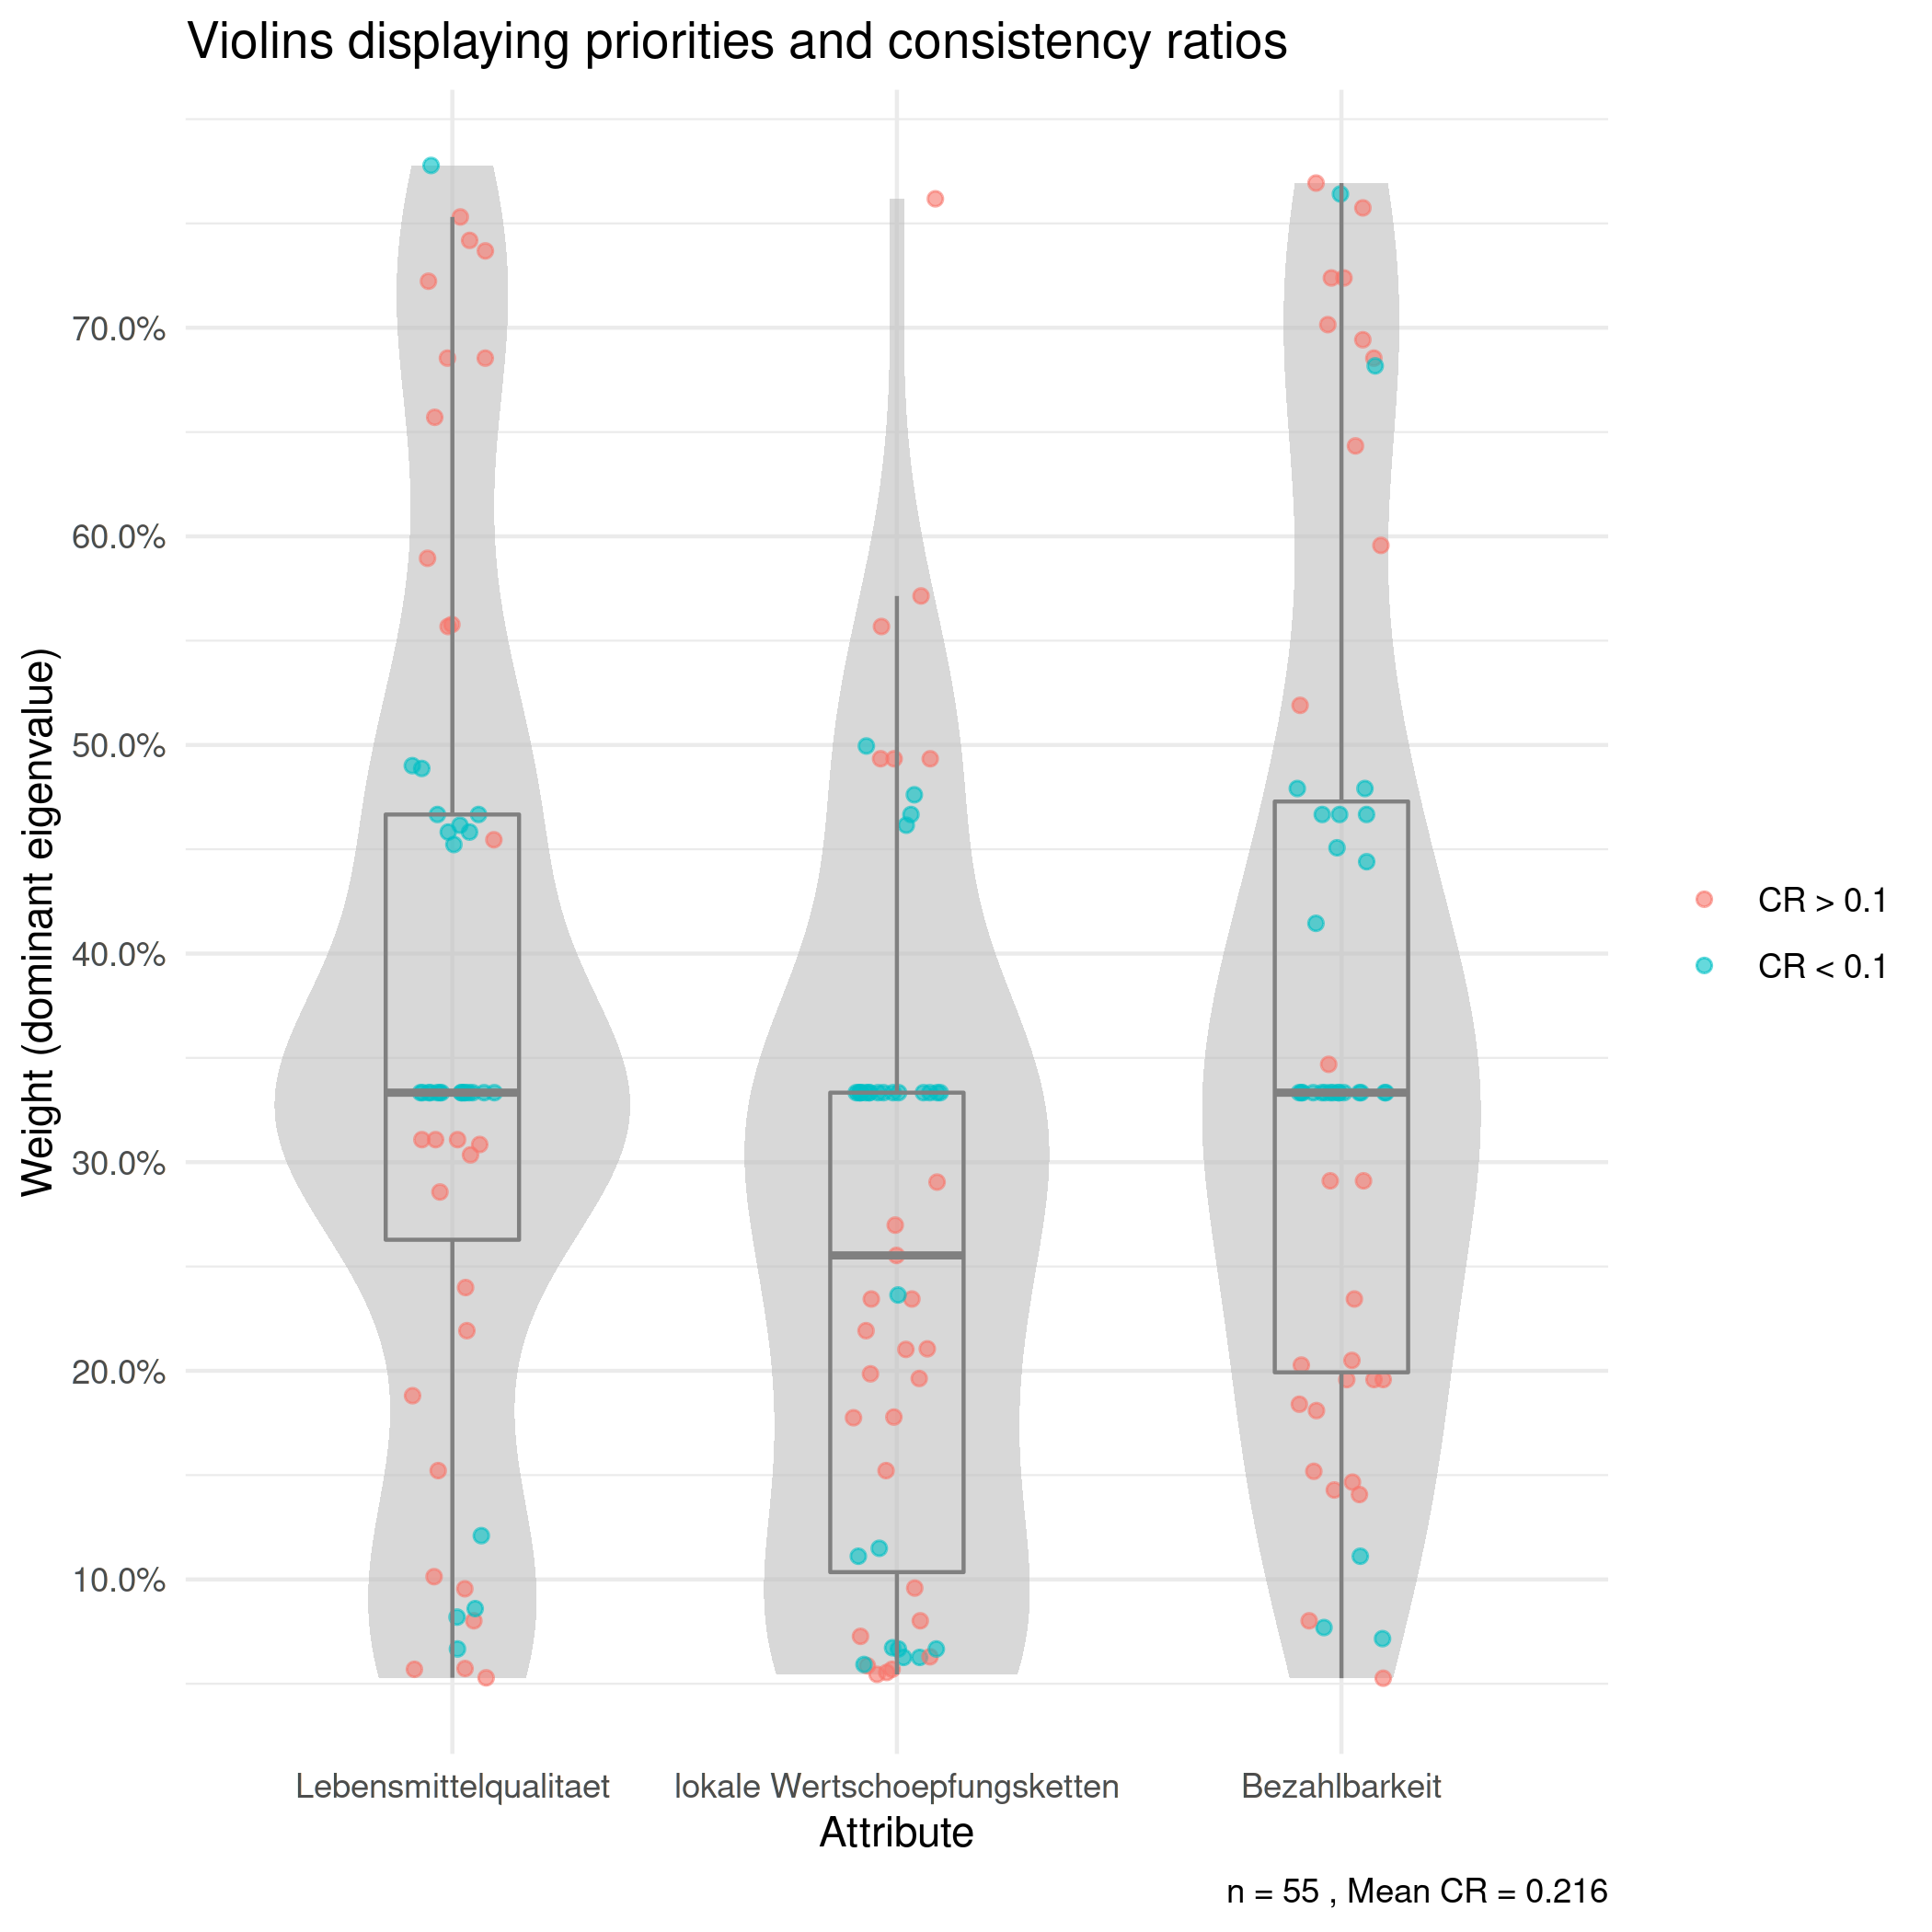 Violins displaying priorities and consistency ratios
Weight (dominant eigenvalue)
70.0%
60.0%
50.0%
40.0%
30.0%
20.0%
10.0%
CR > 0.1
CR < 0.1
Lebensmittelqualitaet
lokale Wertschoepfungsketten
Bezahlbarkeit
Attribute
n = 55 , Mean CR = 0.216